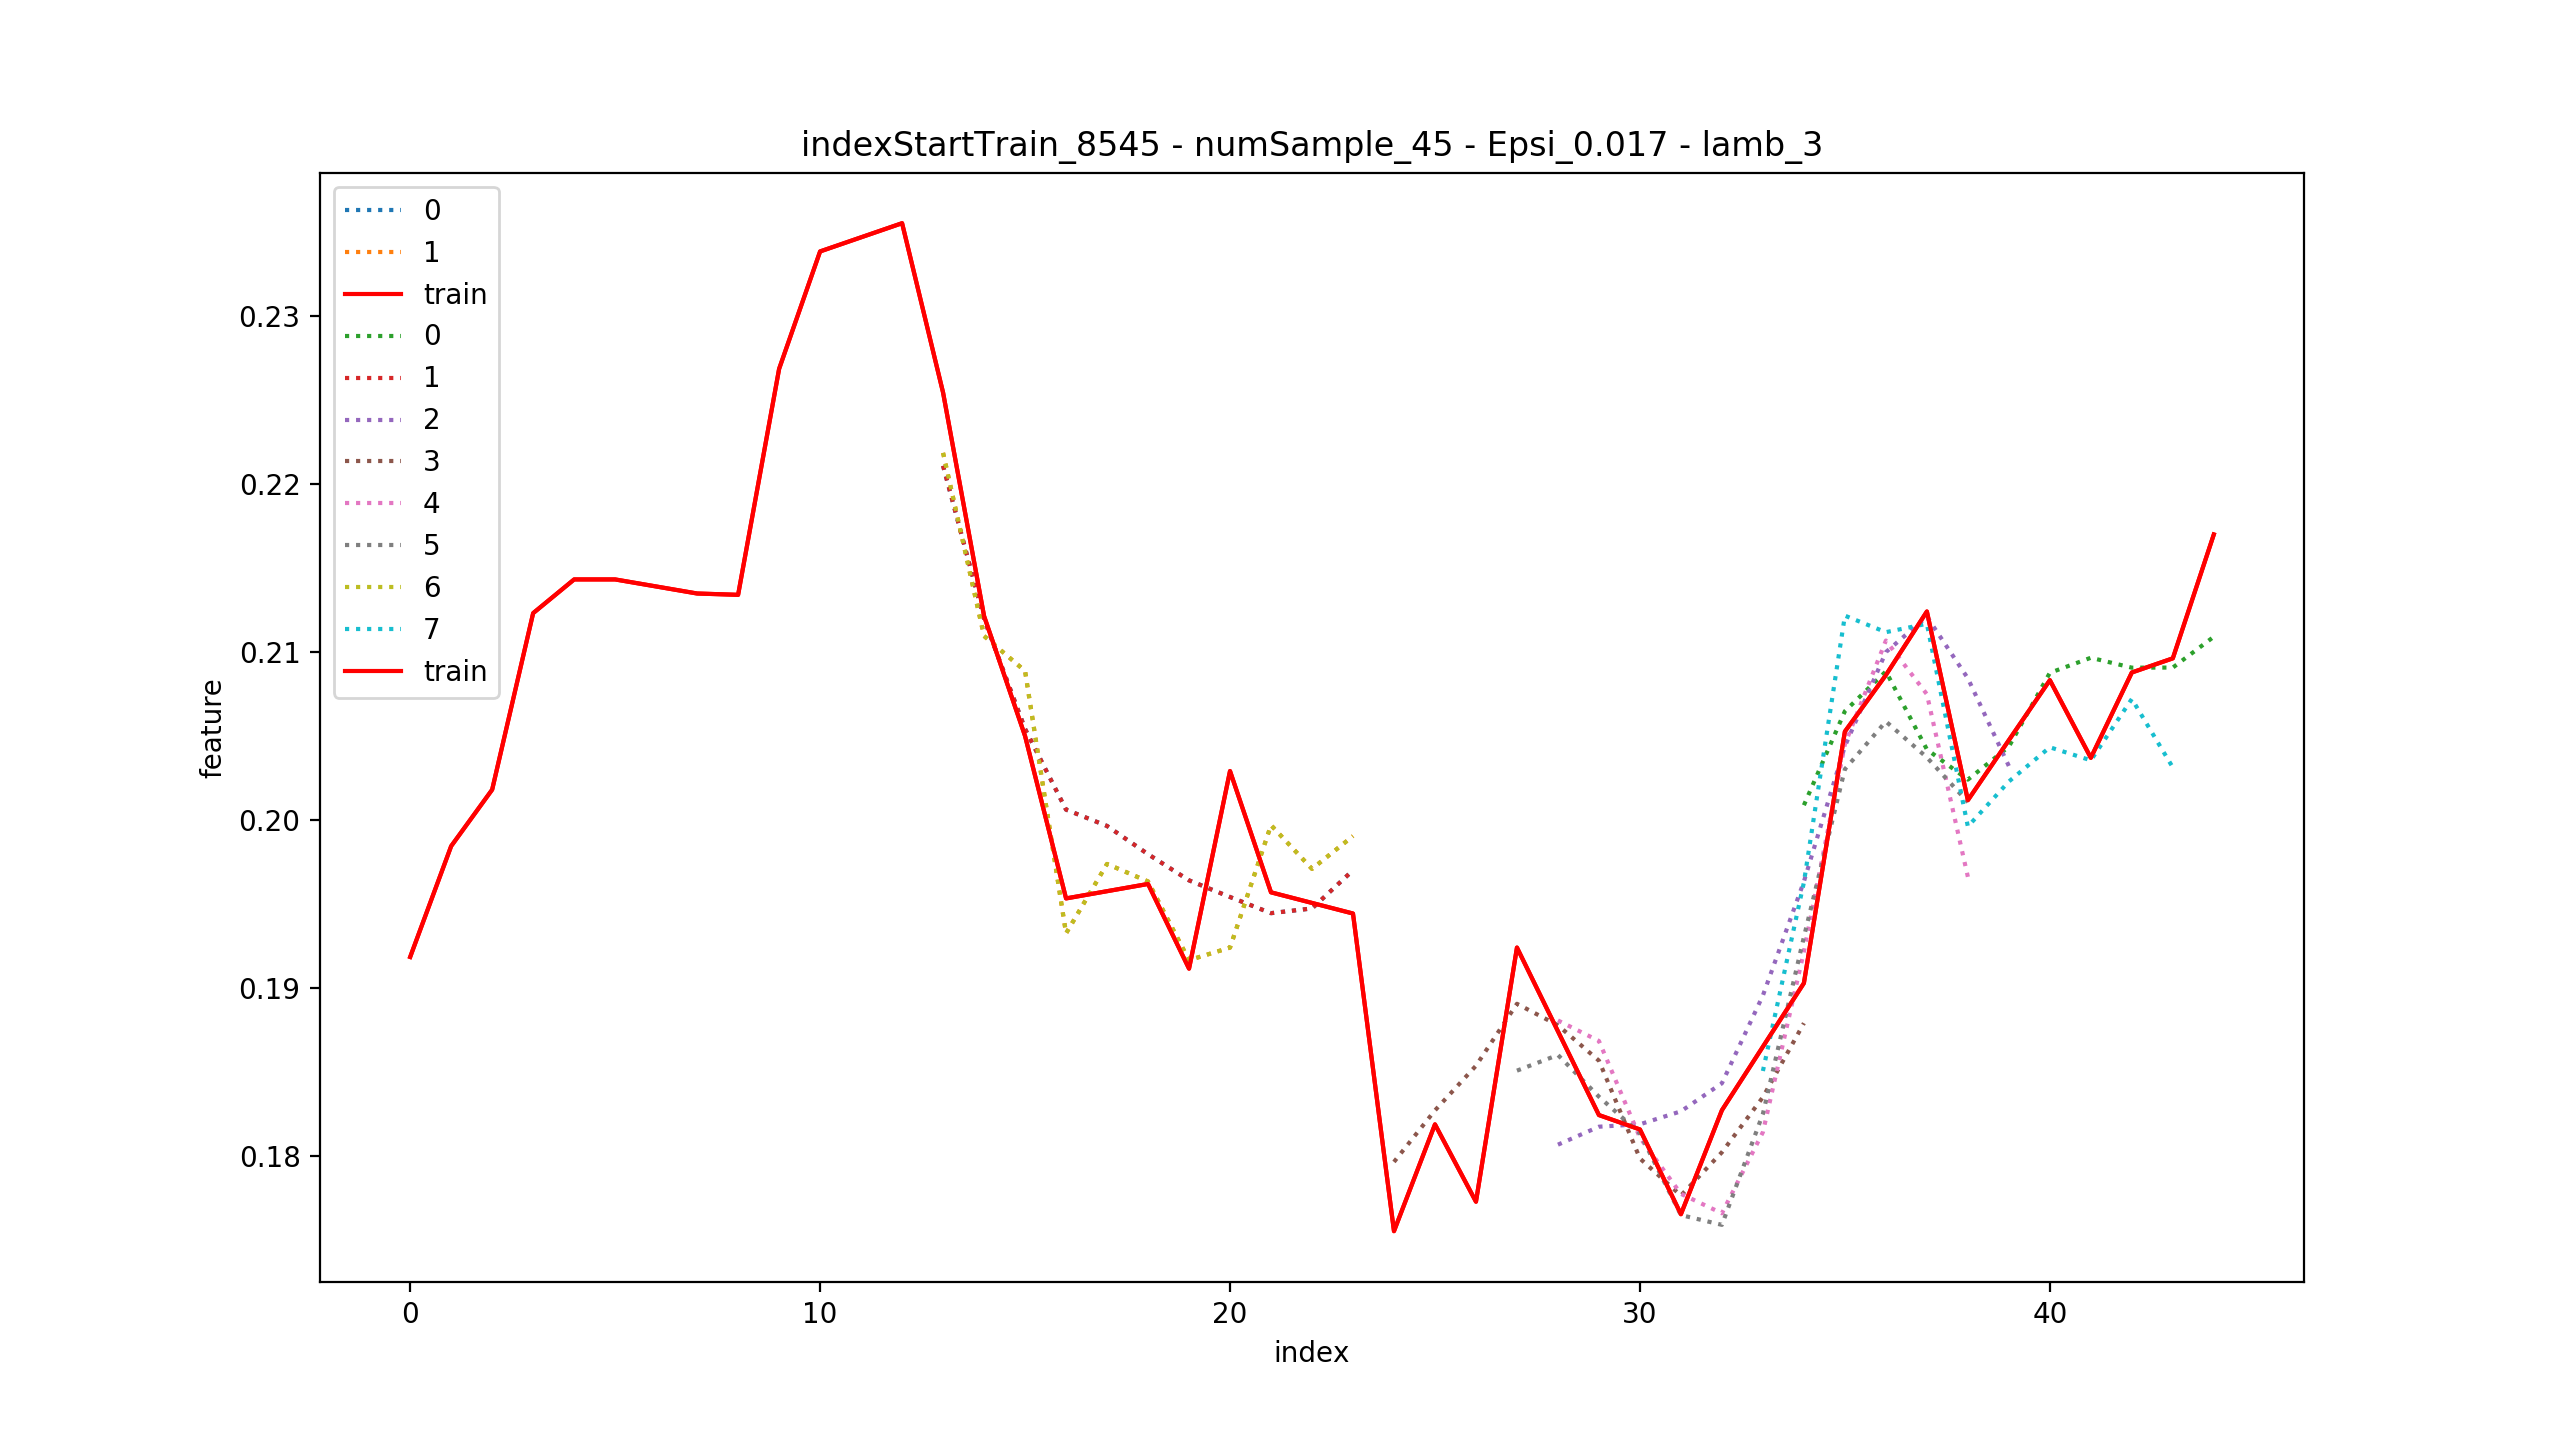 indexStartTrain_8545 - numSample_45 - Epsi_0.017 - lamb_3
0
1
train
0
1
2
3
4
5
6
7
train
feature
0.23
0.22
0.21
0.20
0.19
0.18
0 10 20 30 40
index